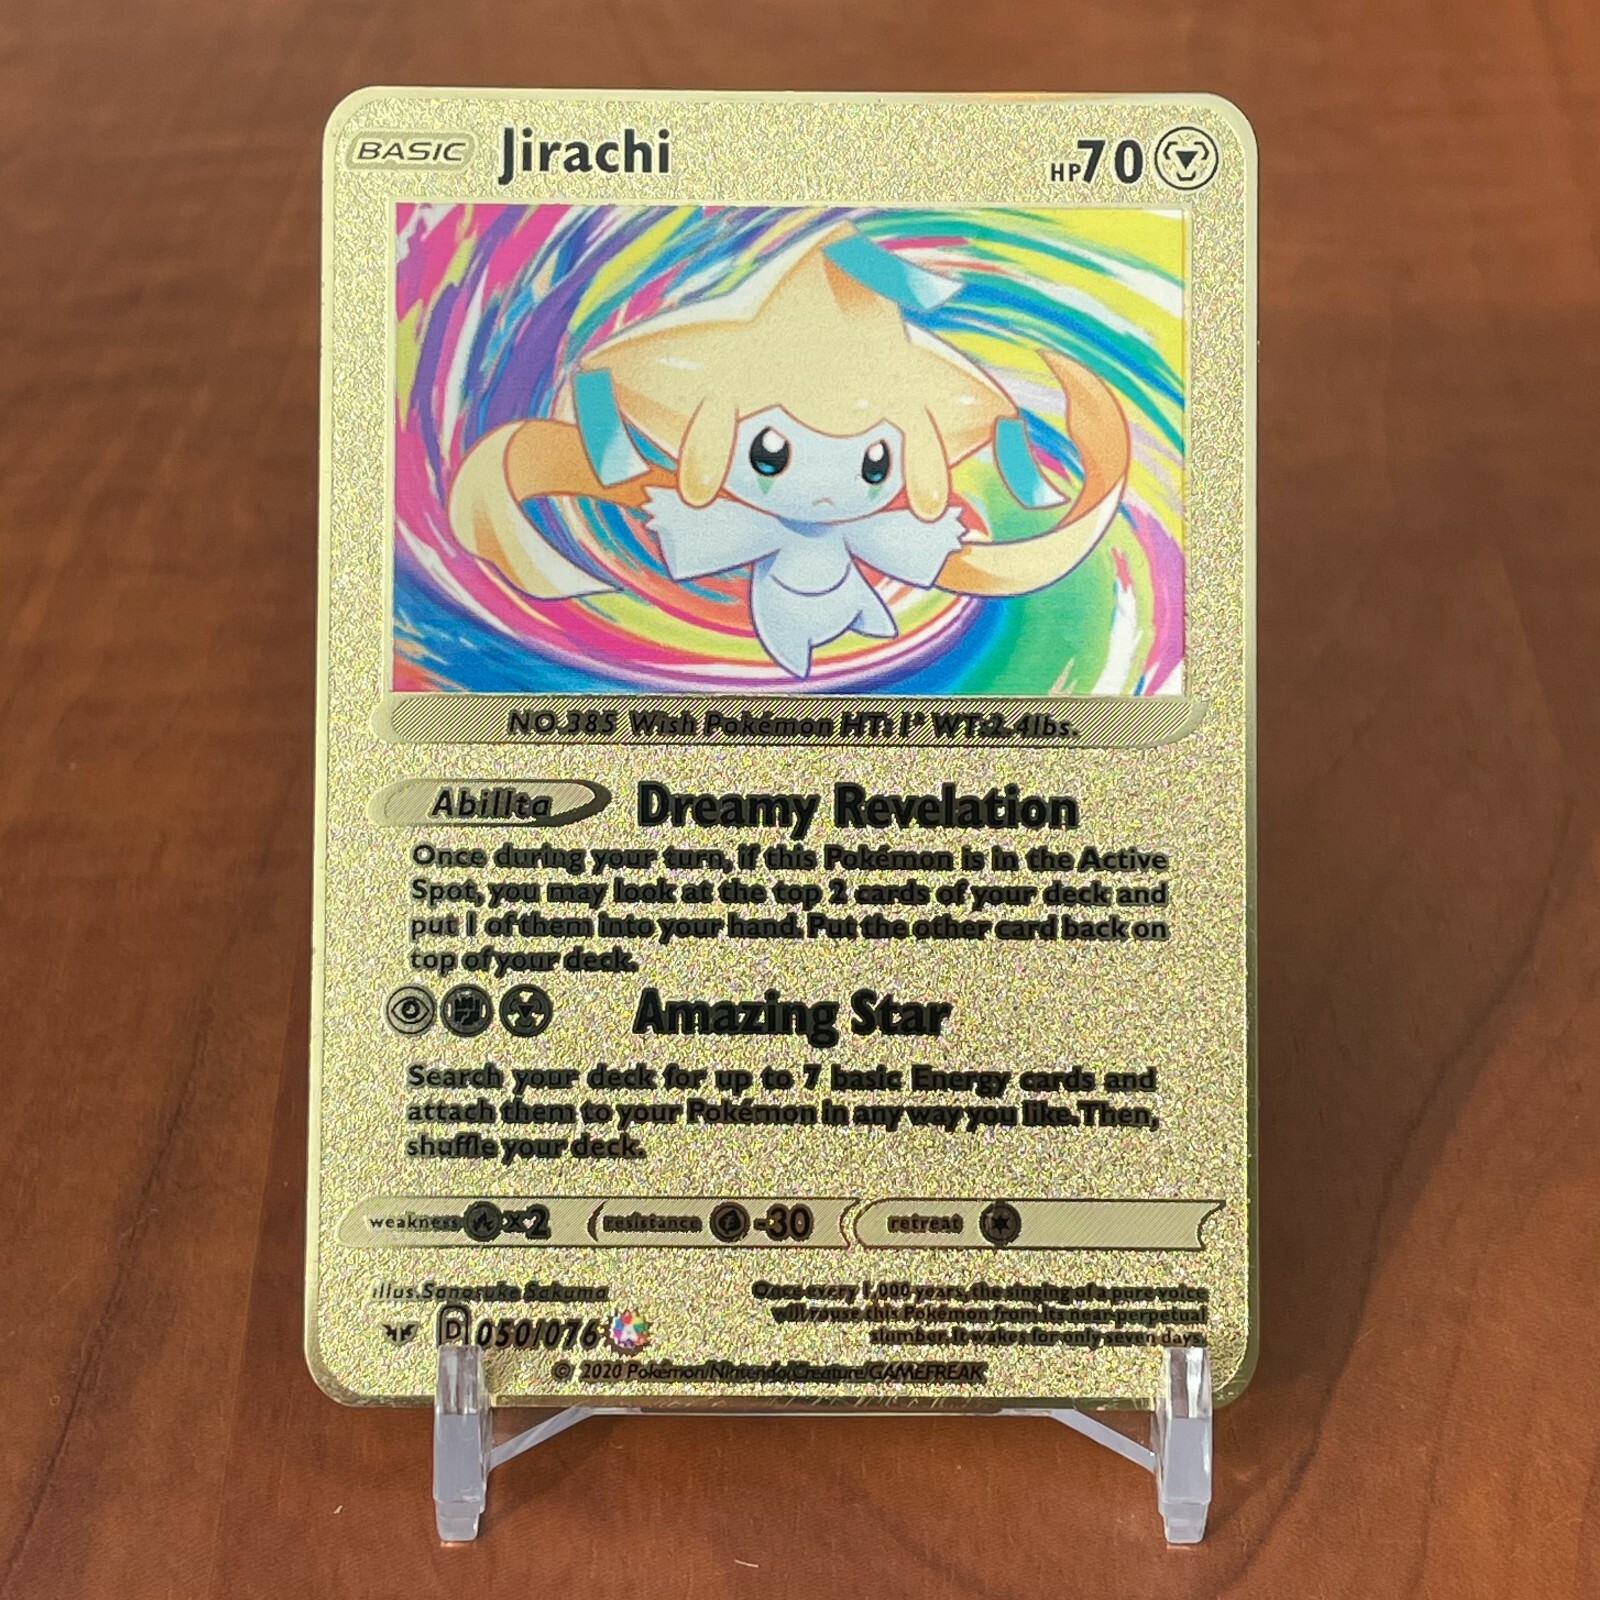 BASIC Jirachi HP 70
NO.385 Wish Pokémon HT: 1" WT:2.4lbs.
Abillta Dreamy Revelation
Once during your turn, if this Pokémon is in the Active
Spot, you may look at the top 2 cards of your deck and
put 1 of them into your hand. Put the other card back on
top of your deck.
Amazing Star
Search your deck for up to 7 basic Energy cards and
attach them to your Pokémon in any way you like. Then,
shuffle your deck.
weakness x2 resistance -30 retreat
illus. Sanosuke Sakuma
D 050/076
Once every 1,000 years, the singing of a pure voice
will rouse this Pokémon from its near-perpetual
slumber. It wakes for only seven days.
© 2020 Pokémon/Nintendo/Creature/GAMEFREAK